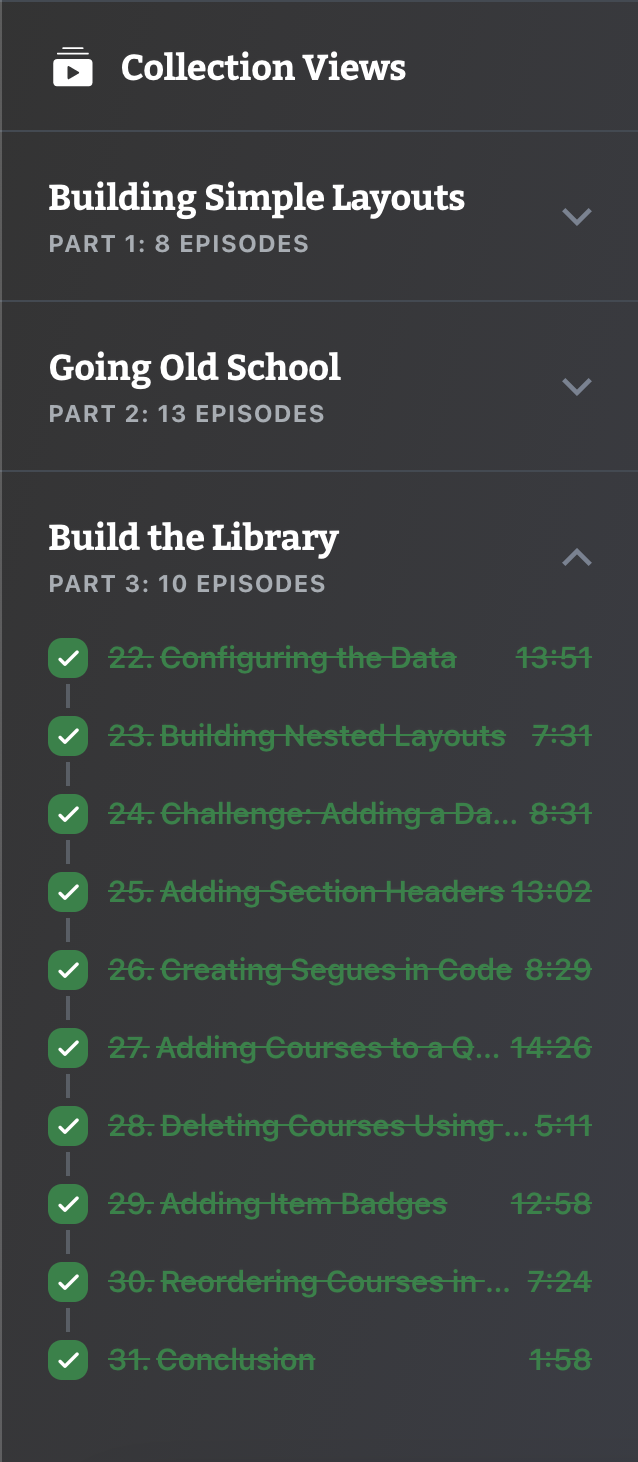 Collection Views
Building Simple Layouts
PART 1: 8 EPISODES
Going Old School
PART 2: 13 EPISODES
Build the Library
PART 3: 10 EPISODES
22. Configuring the Data 13:51
23. Building Nested Layouts 7:31
24. Challenge: Adding a Da... 8:31
25. Adding Section Headers 13:02
26. Creating Segues in Code 8:29
27. Adding Courses to a Q... 14:26
28. Deleting Courses Using ... 5:11
29. Adding Item Badges 12:58
30. Reordering Courses in ... 7:24
31. Conclusion 1:58